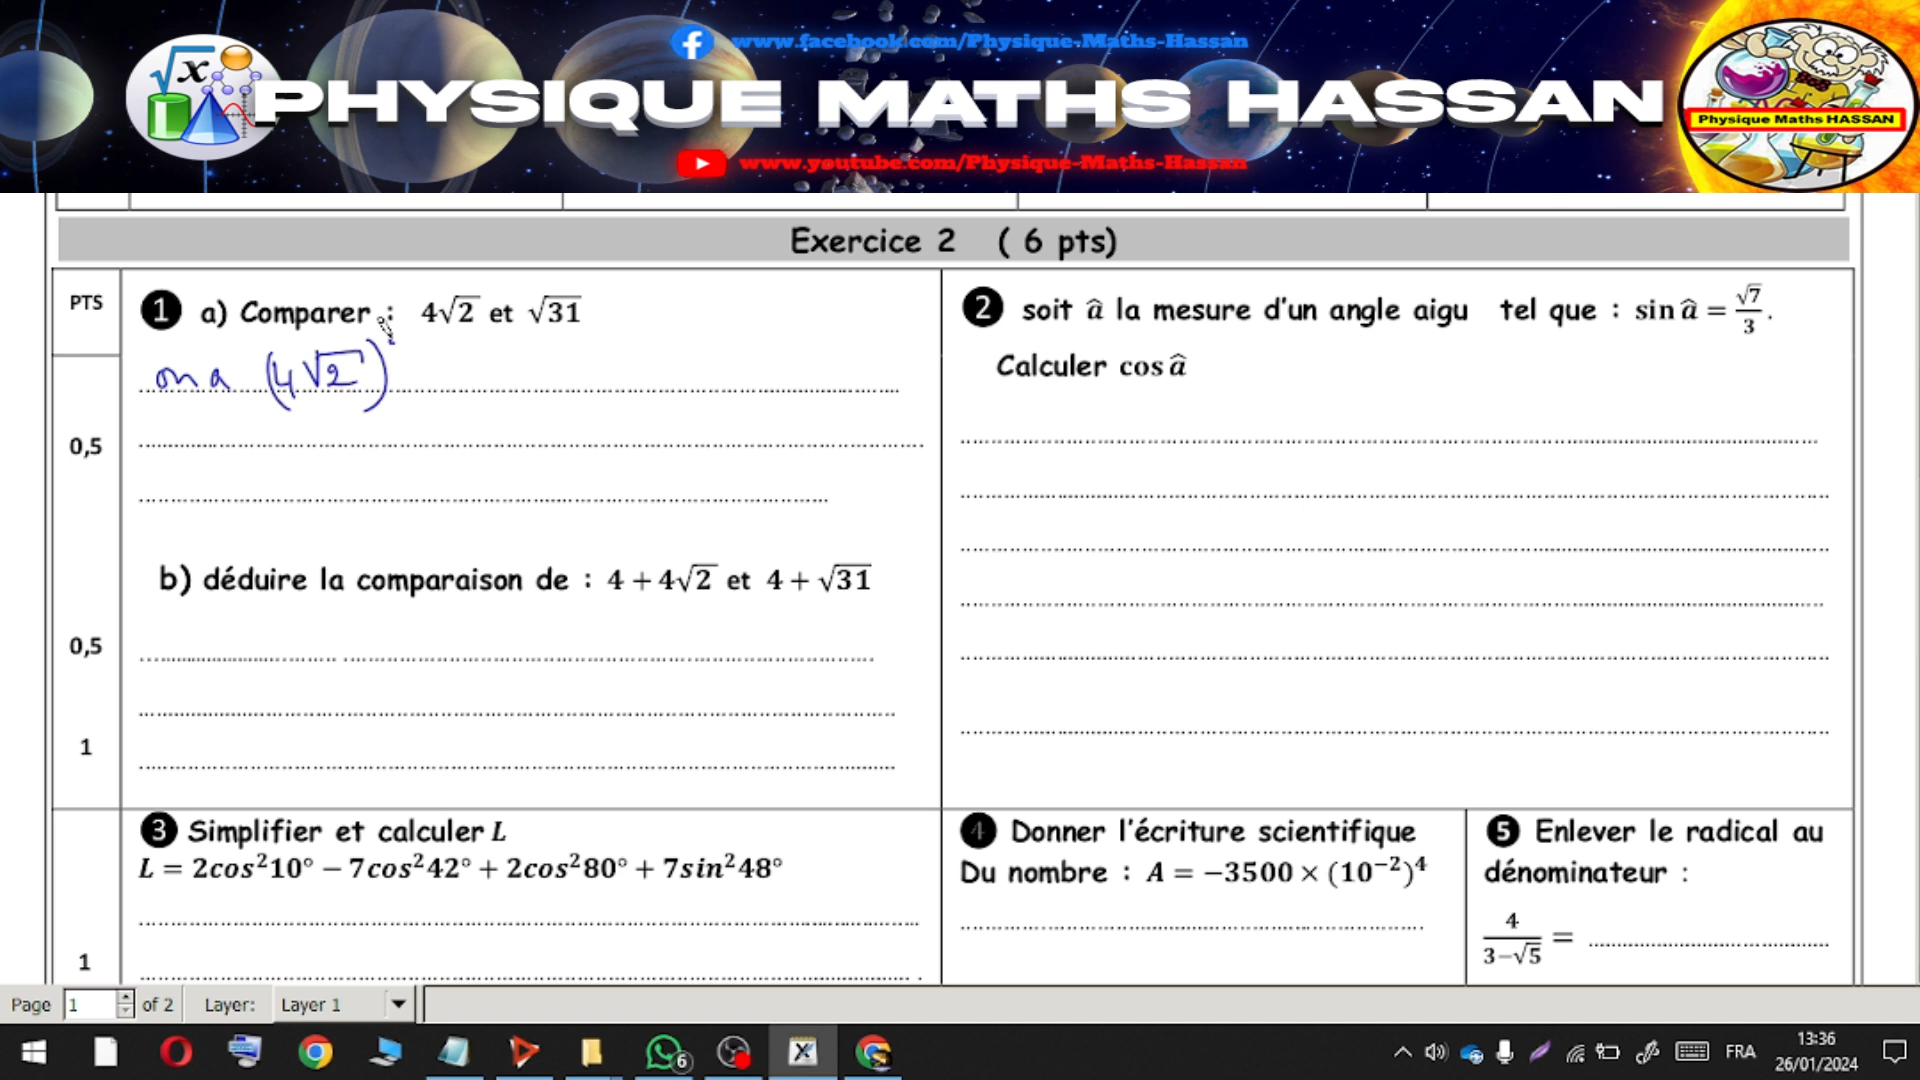 www.facebook.com/Physique-Maths-Hassan
√x
PHYSIQUE MATHS HASSAN
Physique Maths HASSAN
www.youtube.com/Physique-Maths-Hassan
Exercice 2 ( 6 pts)
PTS
1 a) Comparer : 4√2 et √31
on a (4√2)
0,5
b) déduire la comparaison de : 4 + 4√2 et 4 + √31
0,5
1
2 soit â la mesure d'un angle aigu tel que : sin â = √7/3 .
Calculer cos â
3 Simplifier et calculer L
L = 2cos²10° − 7cos²42° + 2cos²80° + 7sin²48°
1
4 Donner l'écriture scientifique
Du nombre : A = −3500 × (10⁻²)⁴
5 Enlever le radical au
dénominateur :
4/(3−√5) =
Page 1 of 2 Layer: Layer 1
6
FRA
13:36
26/01/2024